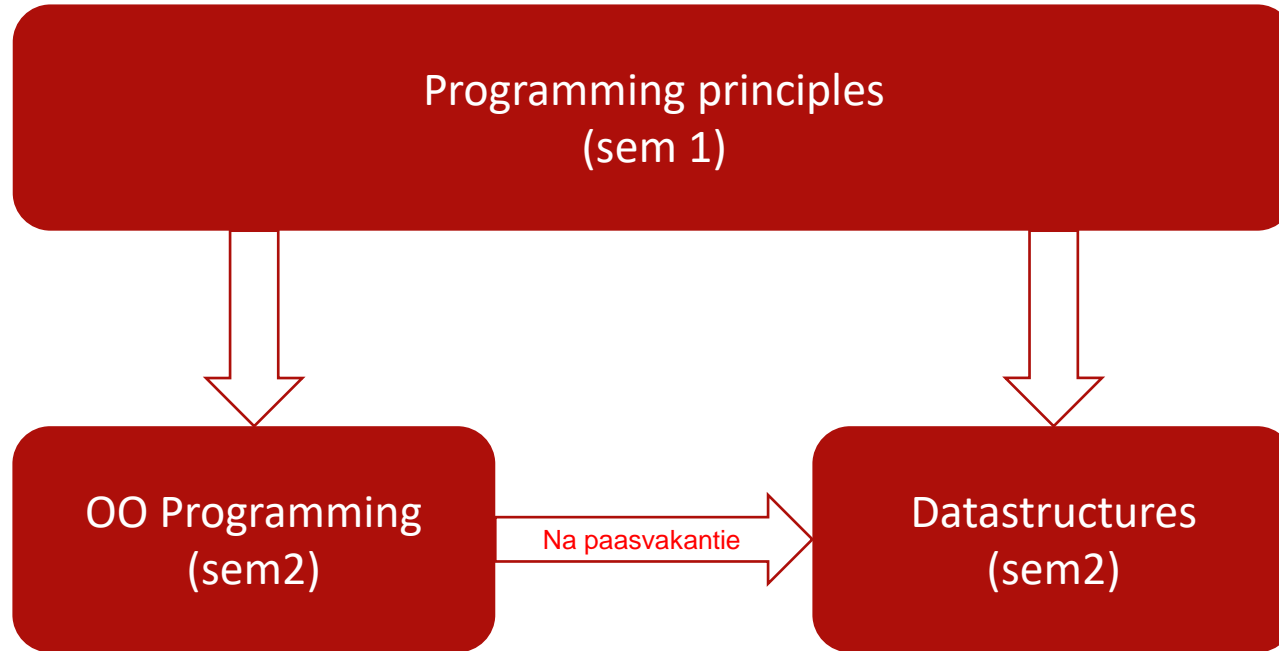 Programming principles
(sem 1)
OO Programming
(sem2)
Na paasvakantie
Datastructures
(sem2)